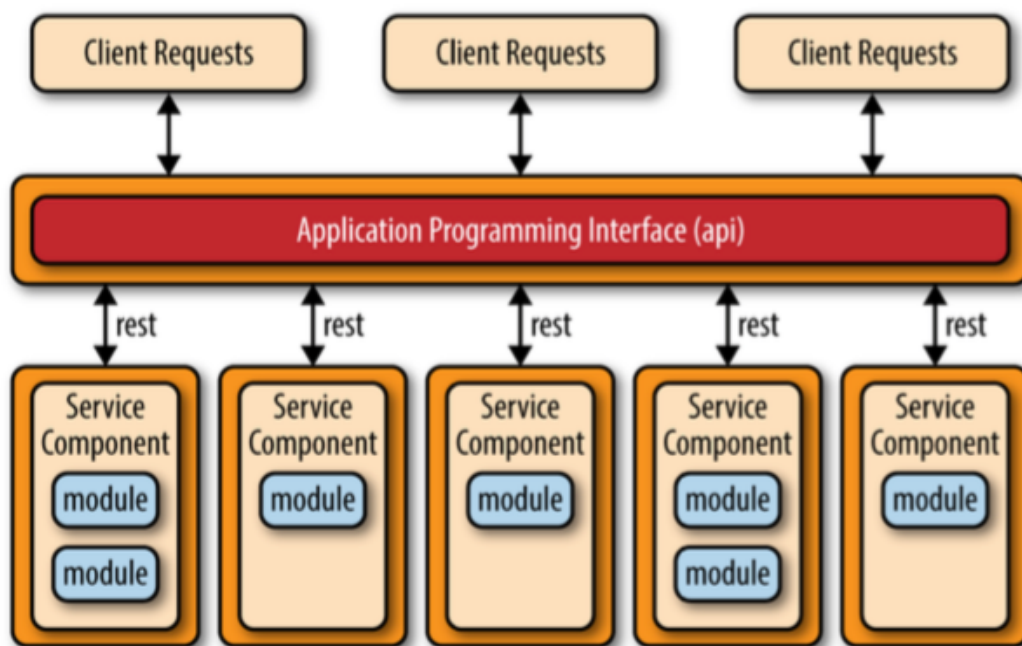 Client Requests
Client Requests
Client Requests
Application Programming Interface (api)
rest
rest
rest
rest
rest
Service
Component
module
module
Service
Component
module
Service
Component
module
Service
Component
module
module
Service
Component
module